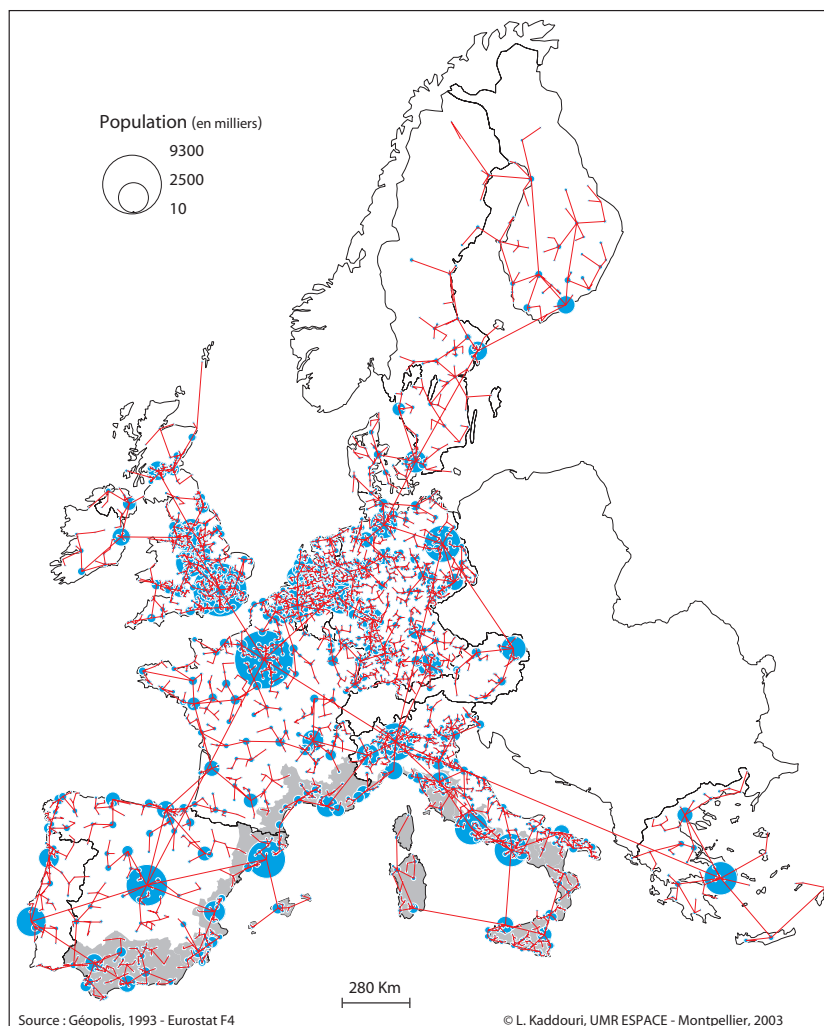 Population (en milliers)
9300
2500
10
280 Km
Source : Géopolis, 1993 - Eurostat F4
© L. Kaddouri, UMR ESPACE - Montpellier, 2003